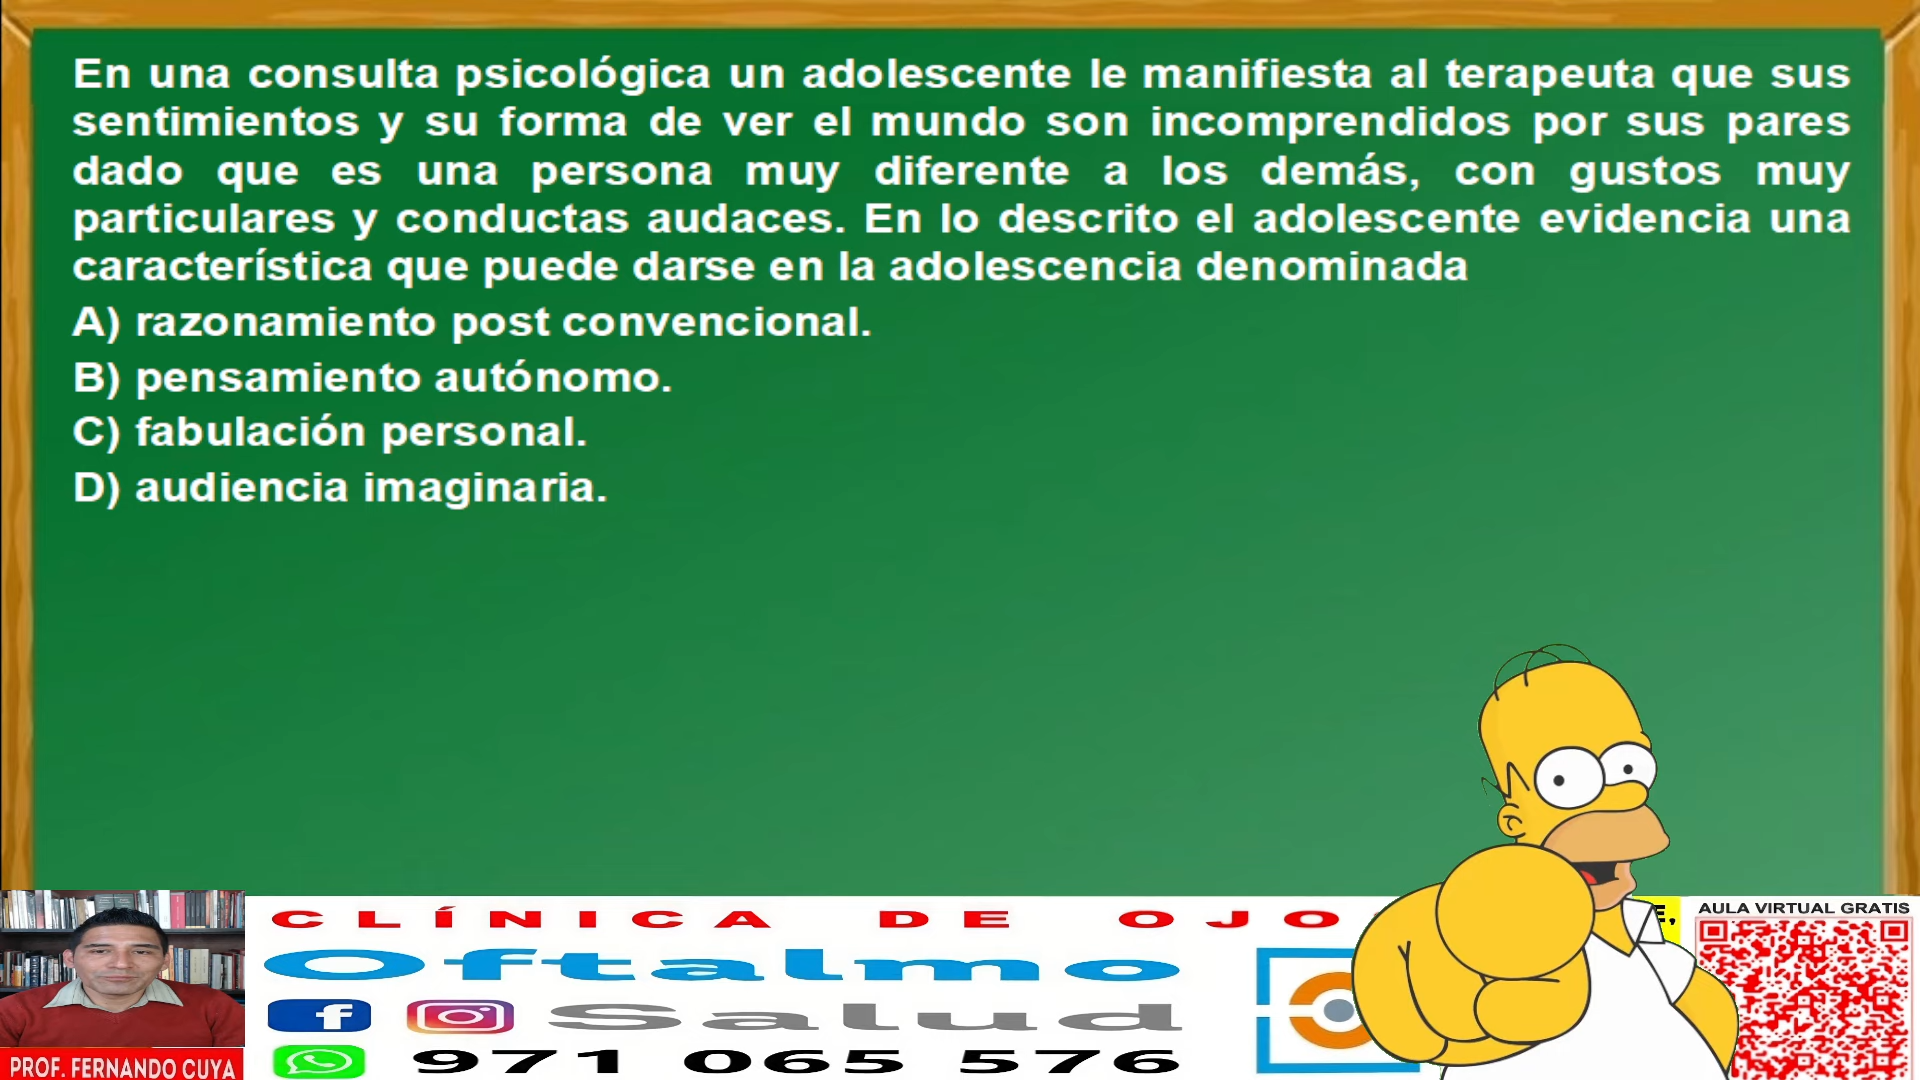 En una consulta psicológica un adolescente le manifiesta al terapeuta que sus
sentimientos y su forma de ver el mundo son incomprendidos por sus pares
dado que es una persona muy diferente a los demás, con gustos muy
particulares y conductas audaces. En lo descrito el adolescente evidencia una
característica que puede darse en la adolescencia denominada
A) razonamiento post convencional.
B) pensamiento autónomo.
C) fabulación personal.
D) audiencia imaginaria.
CLÍNICA DE OJO
E,
AULA VIRTUAL GRATIS
Oftalmo
Salud
971 065 576
PROF. FERNANDO CUYA